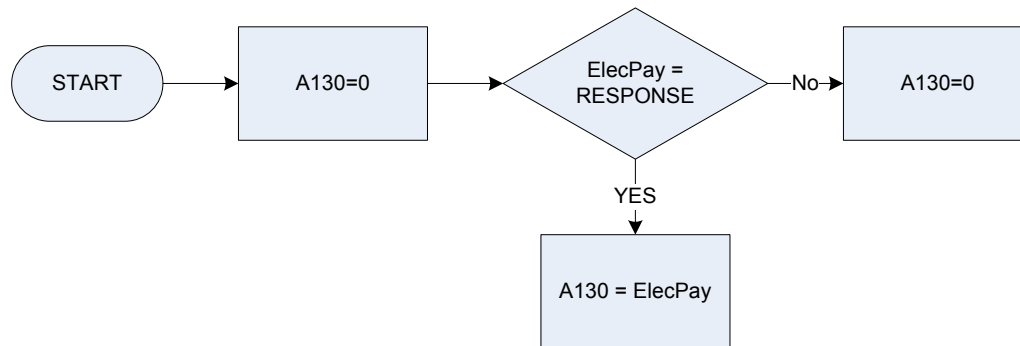 START
A130=0
ElecPay =
RESPONSE
No
A130=0
YES
A130 = ElecPay